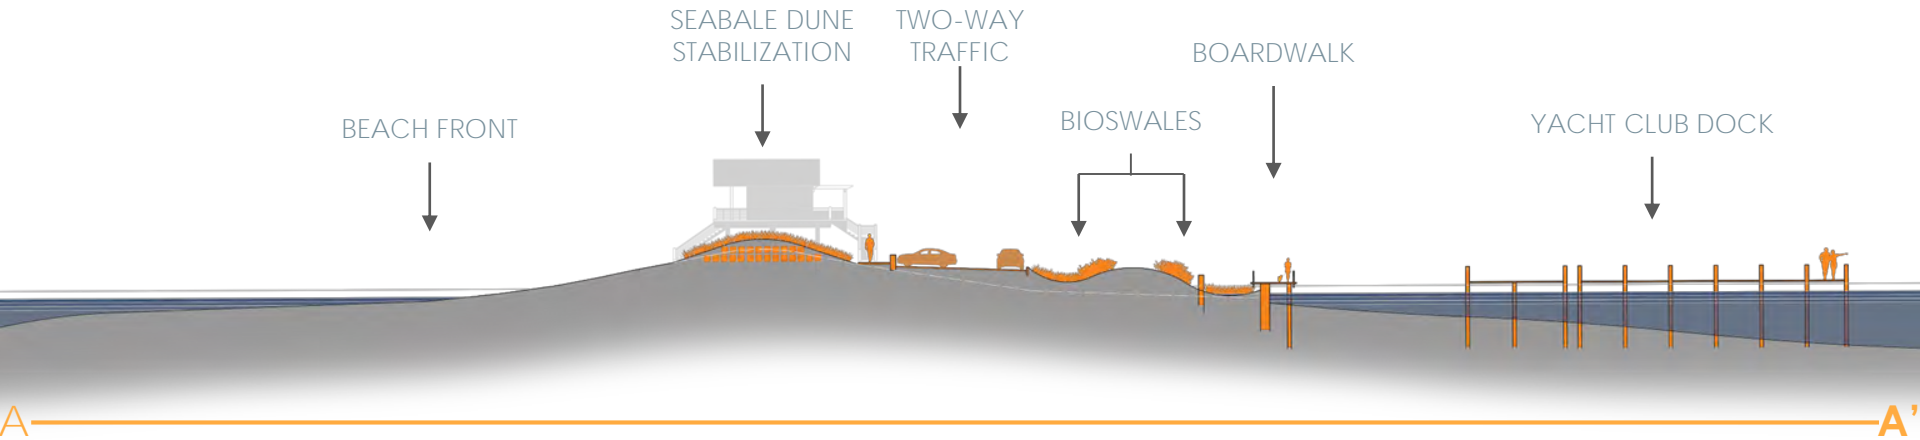 SEABALE DUNE
STABILIZATION
TWO-WAY
TRAFFIC
BOARDWALK
BEACH FRONT
BIOSWALES
YACHT CLUB DOCK
A
A’